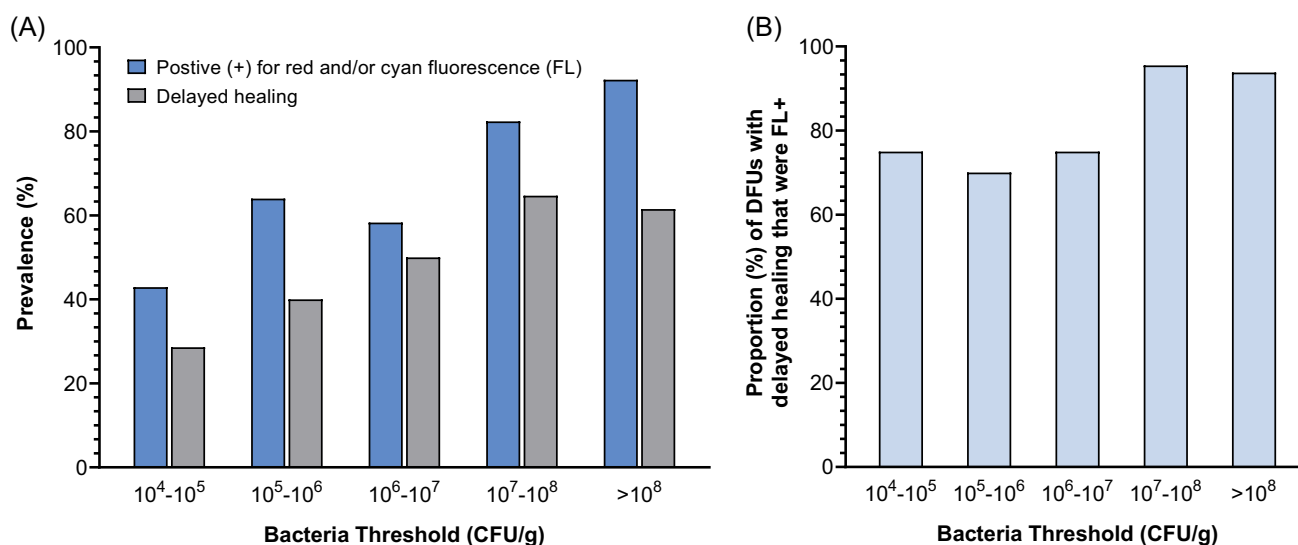 (A)
Prevalence (%)
100
80
60
40
20
0
Postive (+) for red and/or cyan fluorescence (FL)
Delayed healing
10⁴-10⁵
10⁵-10⁶
10⁶-10⁷
10⁷-10⁸
>10⁸
Bacteria Threshold (CFU/g)
(B)
Proportion (%) of DFUs with
delayed healing that were FL+
100
80
60
40
20
0
10⁴-10⁵
10⁵-10⁶
10⁶-10⁷
10⁷-10⁸
>10⁸
Bacteria Threshold (CFU/g)